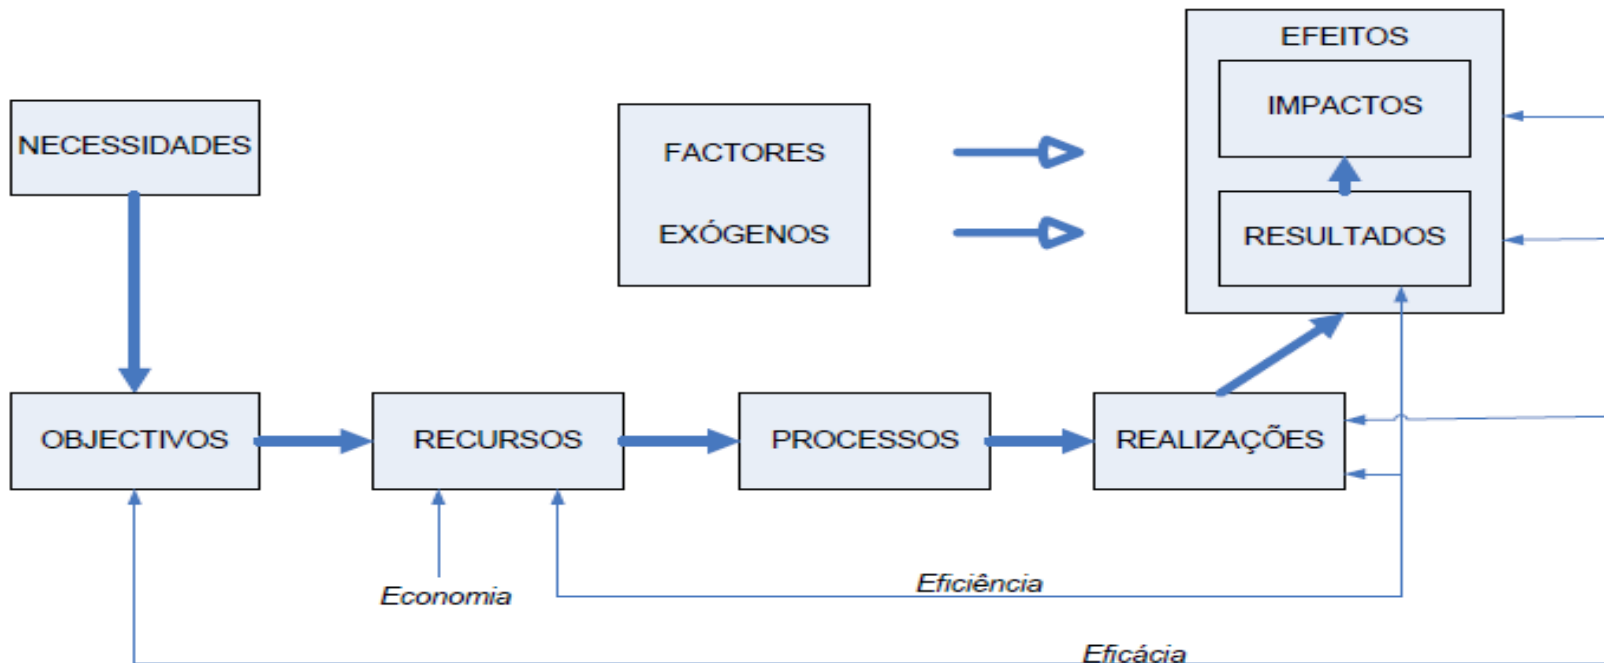 EFEITOS
IMPACTOS
NECESSIDADES
FACTORES
EXÓGENOS
RESULTADOS
OBJECTIVOS
RECURSOS
PROCESSOS
REALIZAÇÕES
Economia
Eficiência
Eficácia